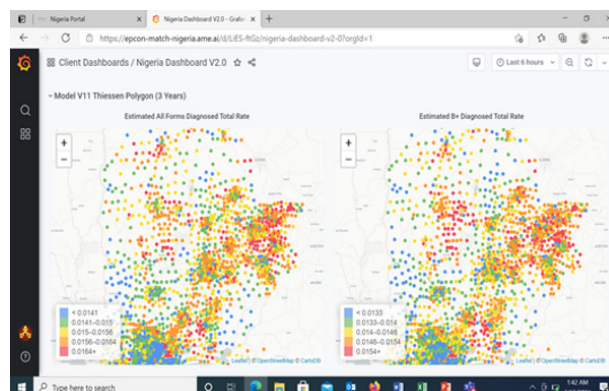 Nigeria Portal
Nigeria Dashboard V2.0 - Grafan
https://epcon-match-nigeria.ame.ai/d/LiES-ftGz/nigeria-dashboard-v2-0?orgId=1
Client Dashboards / Nigeria Dashboard V2.0
Last 6 hours
Model V11 Thiessen Polygon (3 Years)
Estimated All Forms Diagnosed Total Rate
Estimated B+ Diagnosed Total Rate
+
−
+
−
< 0.0141
0.0141–0.015
0.015–0.0156
0.0156–0.0164
0.0164+
Leaflet | © OpenStreetMap © CartoDB
< 0.0133
0.0133–0.014
0.014–0.0146
0.0146–0.0154
0.0154+
Leaflet | © OpenStreetMap © CartoDB
Type here to search
1:42 AM